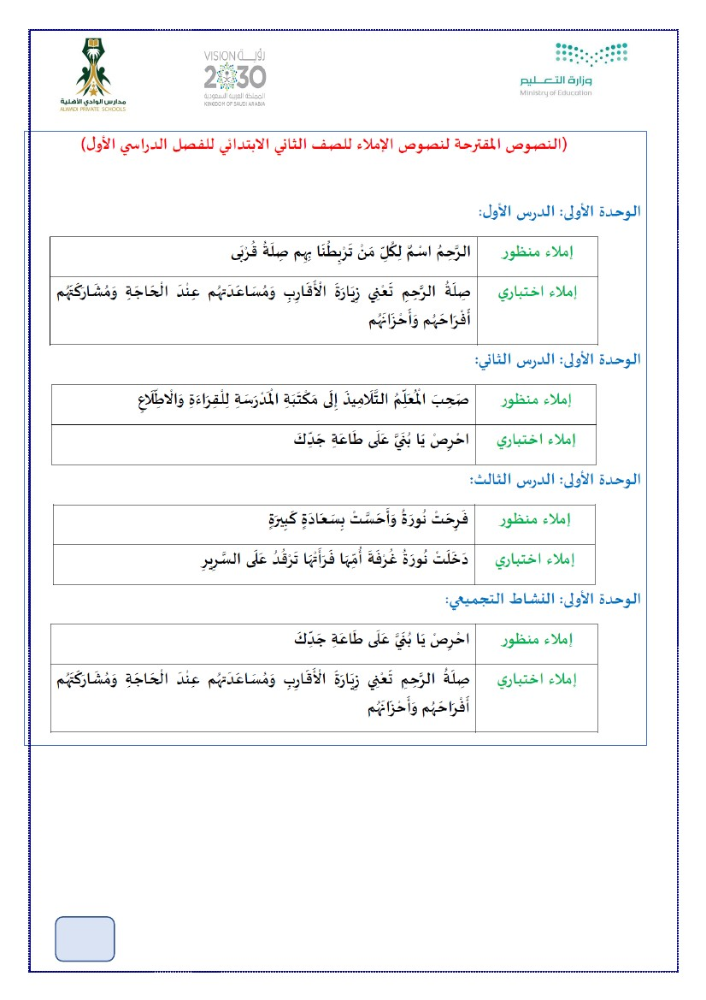 مدارس الوادي الأهلية
ALWADI PRIVATE SCHOOLS
VISION رؤيــة
2030
المملكة العربية السعودية
KINGDOM OF SAUDI ARABIA
وزارة التعـــليم
Ministry of Education
(النصوص المقترحة لنصوص الإملاء للصف الثاني الابتدائي للفصل الدراسي الأول)
الوحدة الأولى: الدرس الأول:
إملاء منظور
الرَّحِمُ اسْمٌ لِكُلِّ مَنْ تَرْبِطُنَا بِهِم صِلَةُ قُرْبَى
إملاء اختباري
صِلَةُ الرَّحِمِ تَعْنِي زِيَارَةَ الْأَقَارِبِ وَمُسَاعَدَتهُم عِنْدَ الْحَاجَةِ وَمُشَارَكَتَهُم
أَفْرَاحَهُم وَأَحْزَانَهُم
الوحدة الأولى: الدرس الثاني:
إملاء منظور
صَحِبَ الْمُعَلِّمُ التَّلَامِيذَ إِلَى مَكْتَبَةِ الْمَدْرَسَةِ لِلْقِرَاءَةِ وَالْاطِّلَاعِ
إملاء اختباري
احْرِصْ يَا بُنَيَّ عَلَى طَاعَةِ جَدِّكَ
الوحدة الأولى: الدرس الثالث:
إملاء منظور
فَرِحَتْ نُورَةُ وَأَحَسَّتْ بِسَعَادَةٍ كَبِيرَةٍ
إملاء اختباري
دَخَلَتْ نُورَةُ غُرْفَةَ أُمِّهَا فَرَأَتْهَا تَرْقُدُ عَلَى السَّرِيرِ
الوحدة الأولى: النشاط التجميعي:
إملاء منظور
احْرِصْ يَا بُنَيَّ عَلَى طَاعَةِ جَدِّكَ
إملاء اختباري
صِلَةُ الرَّحِمِ تَعْنِي زِيَارَةَ الْأَقَارِبِ وَمُسَاعَدَتهُم عِنْدَ الْحَاجَةِ وَمُشَارَكَتَهُم
أَفْرَاحَهُم وَأَحْزَانَهُم